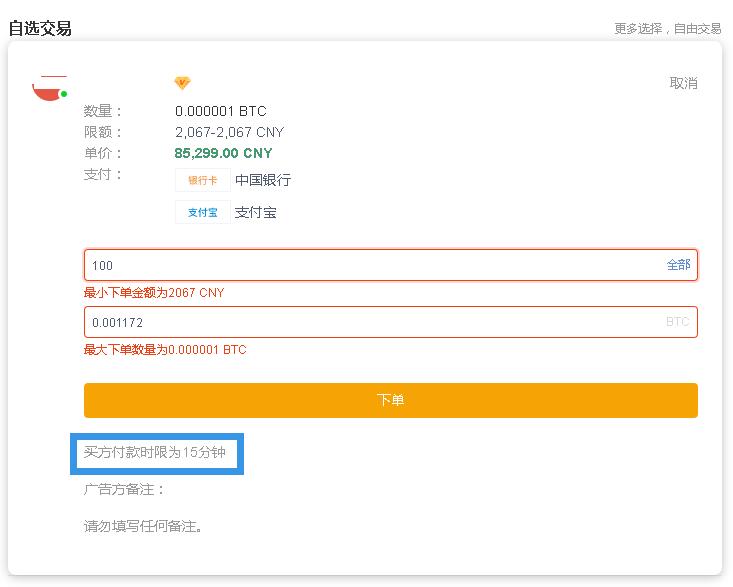 自选交易
更多选择，自由交易
取消
数量： 0.000001 BTC
限额： 2,067-2,067 CNY
单价： 85,299.00 CNY
支付： 银行卡 中国银行
支付宝 支付宝
100 全部
最小下单金额为2067 CNY
0.001172 BTC
最大下单数量为0.000001 BTC
下单
买方付款时限为15分钟
广告方备注：
请勿填写任何备注。